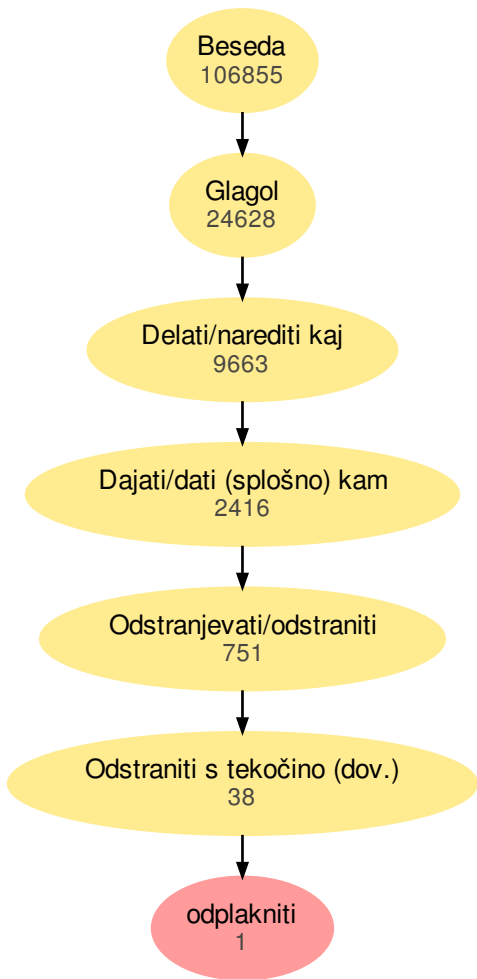 Beseda
106855
Glagol
24628
Delati/narediti kaj
9663
Dajati/dati (splošno) kam
2416
Odstranjevati/odstraniti
751
Odstraniti s tekočino (dov.)
38
odplakniti
1